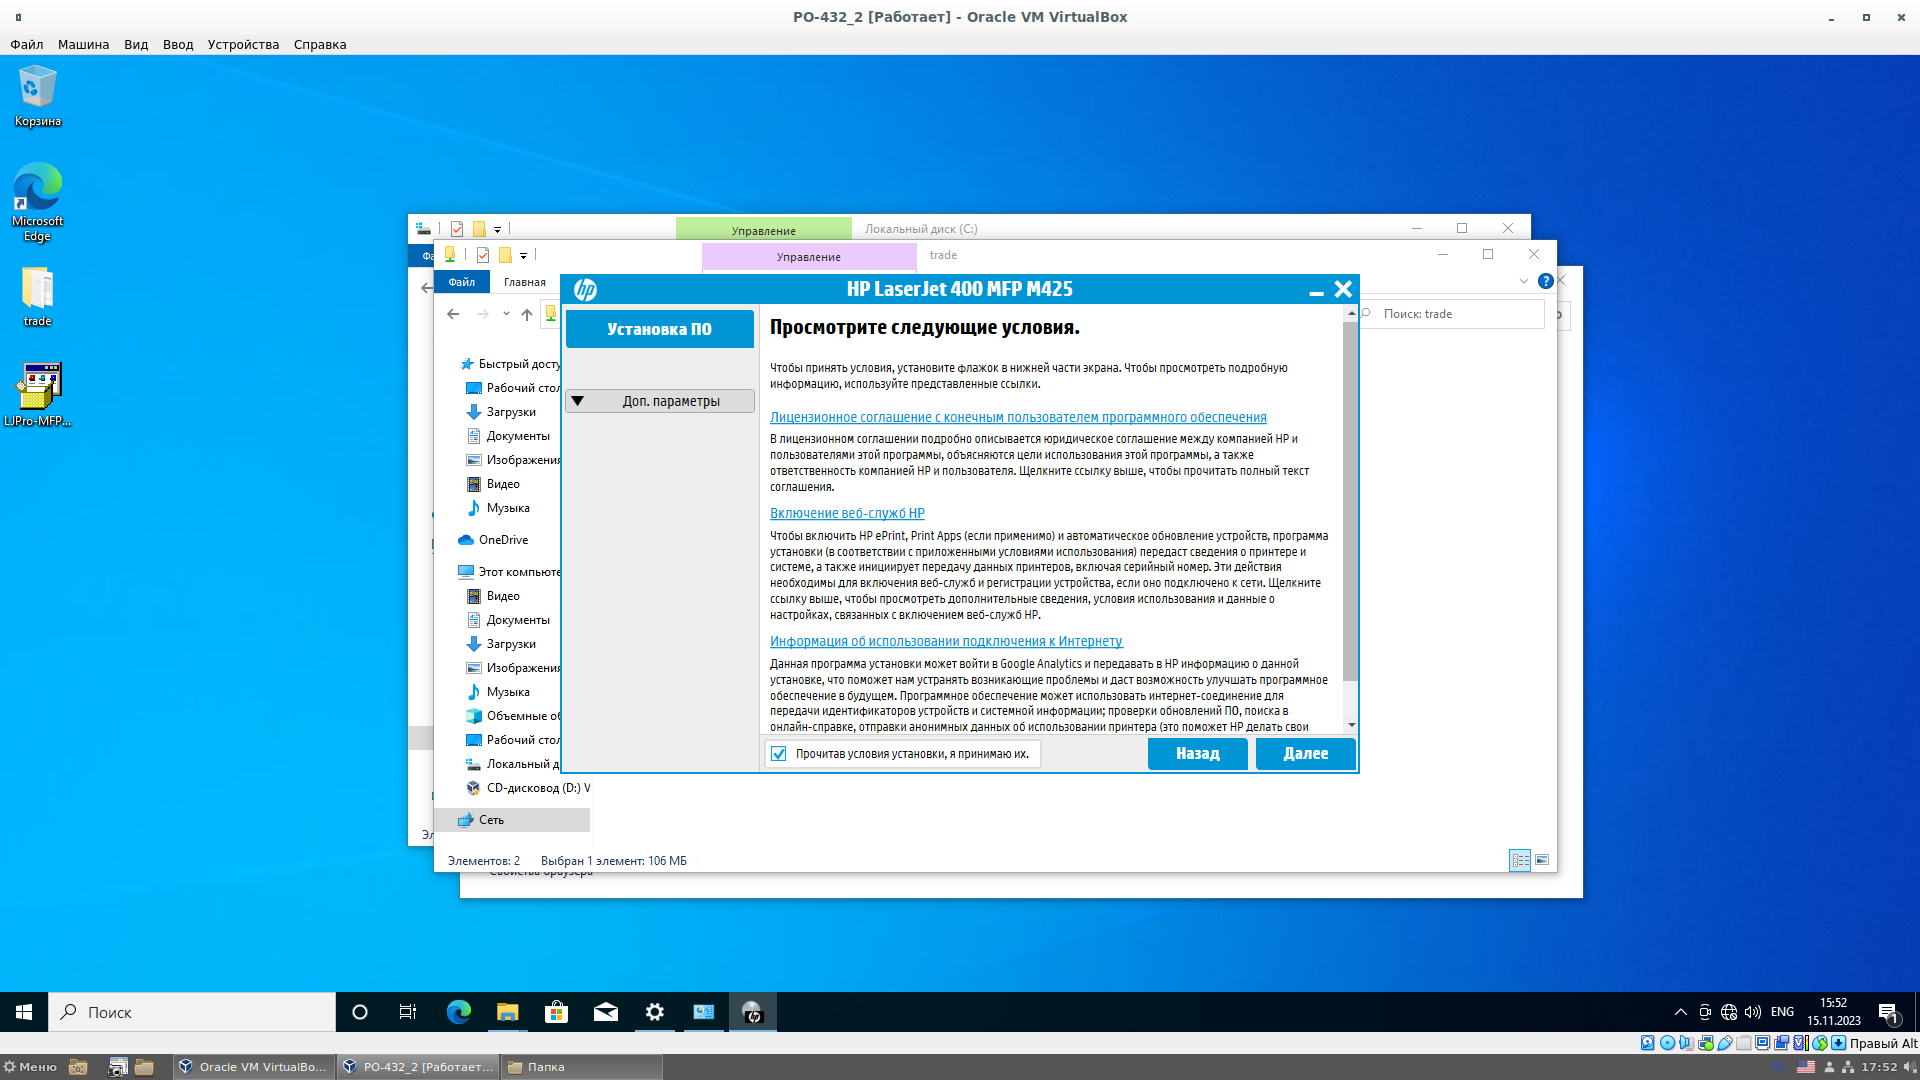 PO-432_2 [Работает] - Oracle VM VirtualBox
Файл Машина Вид Ввод Устройства Справка
Корзина
Microsoft
Edge
trade
LJPro-MFP...
Управление Локальный диск (C:)
Управление trade
Файл Главная
Поиск: trade
Быстрый досту
Рабочий стол
Загрузки
Документы
Изображения
Видео
Музыка
OneDrive
Этот компьюте
Видео
Документы
Загрузки
Изображения
Музыка
Объемные об
Рабочий стол
Локальный д
CD-дисковод (D:) V
Сеть
Элементов: 2 Выбран 1 элемент: 106 МБ
Свойства браузера
hp
HP LaserJet 400 MFP M425
Установка ПО
Доп. параметры
Просмотрите следующие условия.
Чтобы принять условия, установите флажок в нижней части экрана. Чтобы просмотреть подробную
информацию, используйте представленные ссылки.
Лицензионное соглашение с конечным пользователем программного обеспечения
В лицензионном соглашении подробно описывается юридическое соглашение между компанией HP и
пользователями этой программы, объясняются цели использования этой программы, а также
ответственность компанией HP и пользователя. Щелкните ссылку выше, чтобы прочитать полный текст
соглашения.
Включение веб-служб HP
Чтобы включить HP ePrint, Print Apps (если применимо) и автоматическое обновление устройств, программа
установки (в соответствии с приложенными условиями использования) передаст сведения о принтере и
системе, а также инициирует передачу данных принтеров, включая серийный номер. Эти действия
необходимы для включения веб-служб и регистрации устройства, если оно подключено к сети. Щелкните
ссылку выше, чтобы просмотреть дополнительные сведения, условия использования и данные о
настройках, связанных с включением веб-служб HP.
Информация об использовании подключения к Интернету
Данная программа установки может войти в Google Analytics и передавать в HP информацию о данной
установке, что поможет нам устранять возникающие проблемы и даст возможность улучшать программное
обеспечение в будущем. Программное обеспечение может использовать интернет-соединение для
передачи идентификаторов устройств и системной информации; проверки обновлений ПО, поиска в
онлайн-справке, отправки анонимных данных об использовании принтера (это поможет HP делать свои
Прочитав условия установки, я принимаю их.
Назад Далее
Поиск
ENG
15:52
15.11.2023
1
Правый Alt
Меню
Oracle VM VirtualBo...
PO-432_2 [Работает...
Папка
17:52